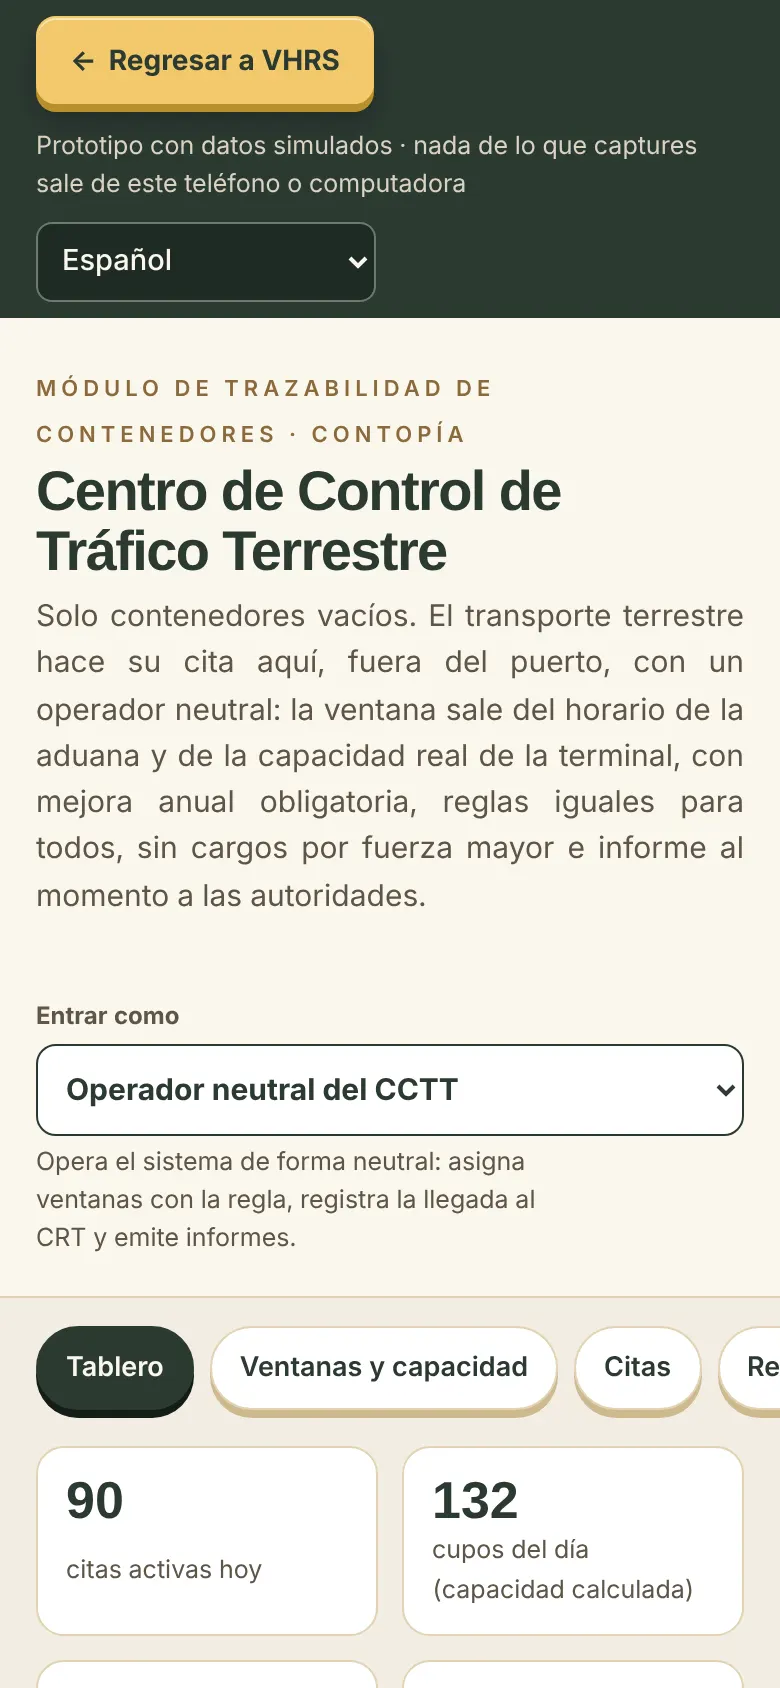 ← Regresar a VHRS
Prototipo con datos simulados · nada de lo que captures
sale de este teléfono o computadora
Español
MÓDULO DE TRAZABILIDAD DE
CONTENEDORES · CONTOPÍA
Centro de Control de
Tráfico Terrestre
Solo contenedores vacíos. El transporte terrestre
hace su cita aquí, fuera del puerto, con un
operador neutral: la ventana sale del horario de la
aduana y de la capacidad real de la terminal, con
mejora anual obligatoria, reglas iguales para
todos, sin cargos por fuerza mayor e informe al
momento a las autoridades.
Entrar como
Operador neutral del CCTT
Opera el sistema de forma neutral: asigna
ventanas con la regla, registra la llegada al
CRT y emite informes.
Tablero Ventanas y capacidad Citas Re
90
citas activas hoy
132
cupos del día
(capacidad calculada)